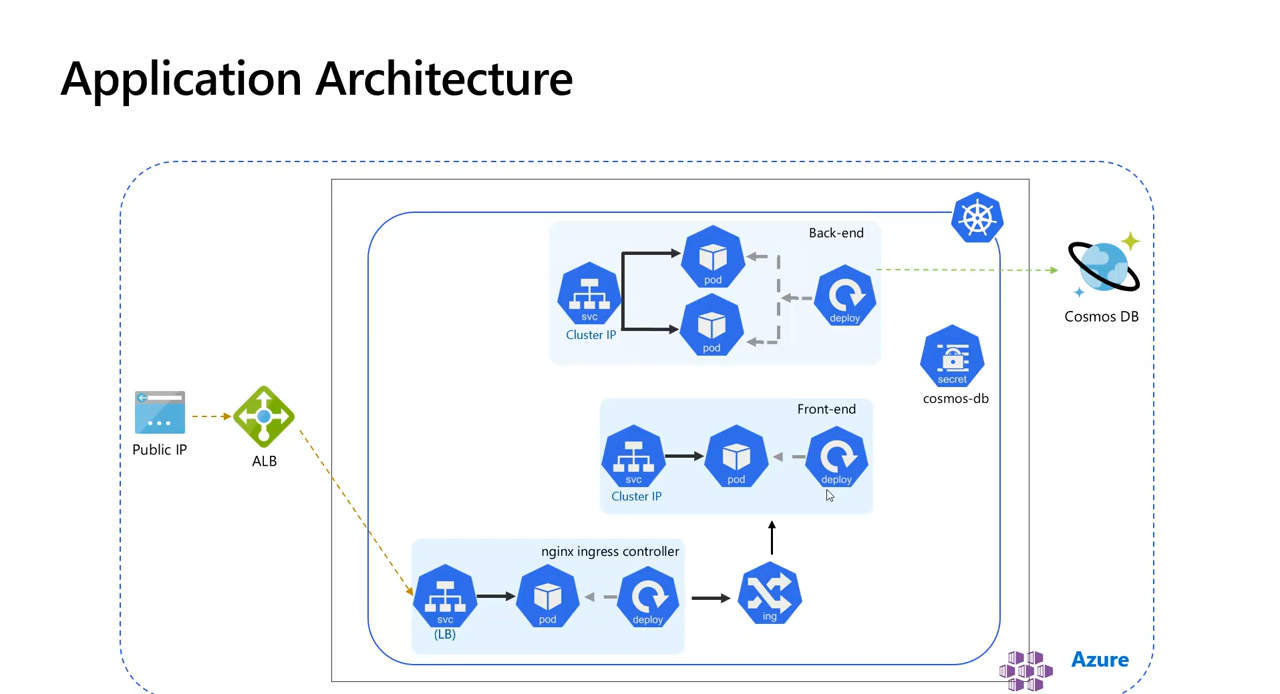 Application Architecture
Back-end
pod
svc
Cluster IP
deploy
pod
Cosmos DB
secret
cosmos-db
Public IP
ALB
Front-end
svc
pod
deploy
Cluster IP
nginx ingress controller
svc
(LB)
pod
deploy
ing
Azure